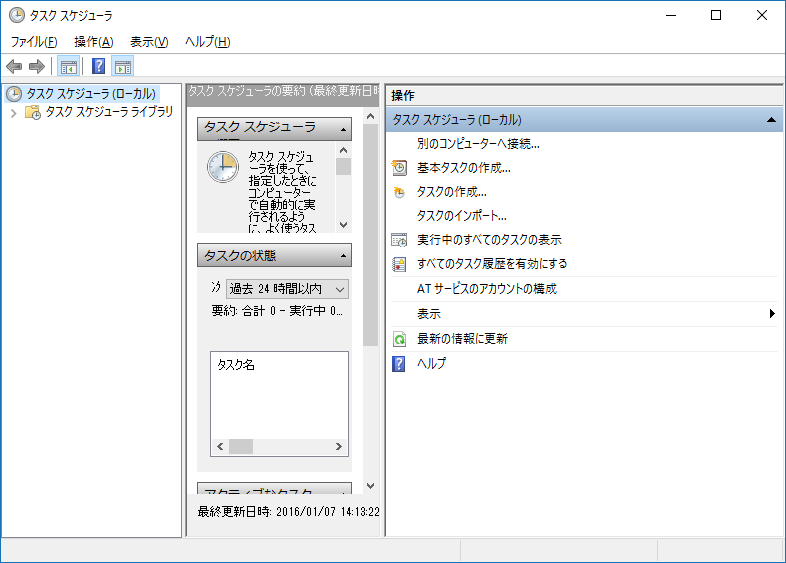 タスク スケジューラ
ファイル(F) 操作(A) 表示(V) ヘルプ(H)
タスク スケジューラ (ローカル)
タスク スケジューラ ライブラリ
タスク スケジューラの要約 (最終更新日時
タスク スケジューラ
タスク スケジュ
ーラを使って、
指定したときに
コンピューター
で自動的に実
行されるよう
に、よく使うタス
タスクの状態
過去 24 時間以内
要約: 合計 0 - 実行中 0...
タスク名
アクティブなタスク
最終更新日時: 2016/01/07 14:13:22
操作
タスク スケジューラ (ローカル)
別のコンピューターへ接続...
基本タスクの作成...
タスクの作成...
タスクのインポート...
実行中のすべてのタスクの表示
すべてのタスク履歴を有効にする
AT サービスのアカウントの構成
表示
最新の情報に更新
ヘルプ